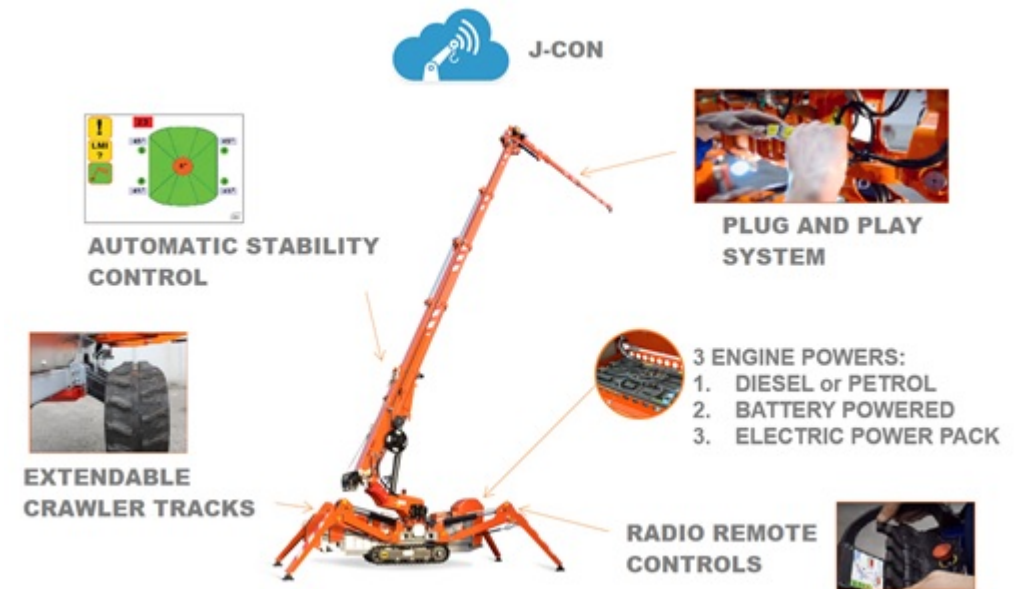 J-CON
LMI
?
AUTOMATIC STABILITY
CONTROL
PLUG AND PLAY
SYSTEM
3 ENGINE POWERS:
1. DIESEL or PETROL
2. BATTERY POWERED
3. ELECTRIC POWER PACK
EXTENDABLE
CRAWLER TRACKS
RADIO REMOTE
CONTROLS